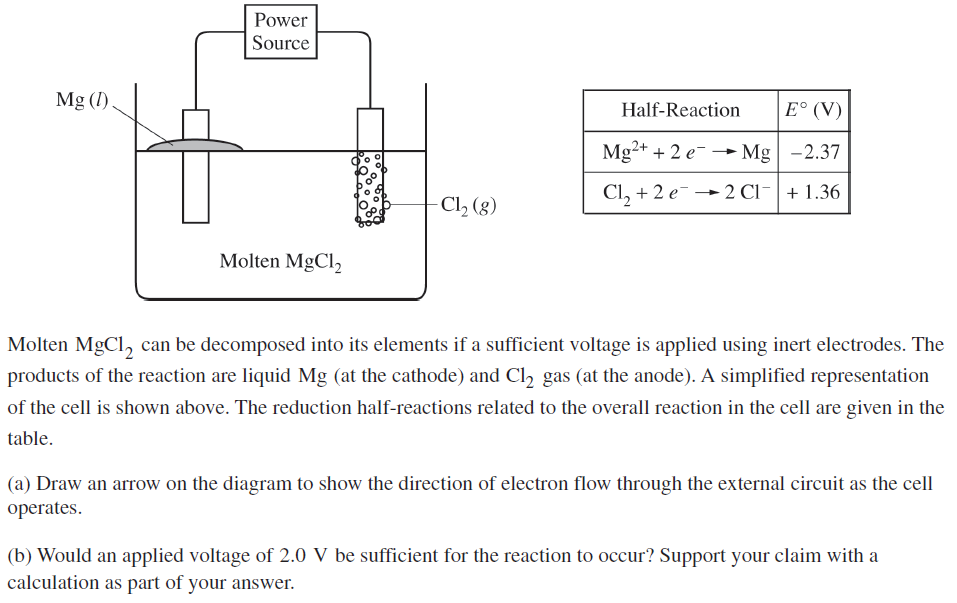 Power
Source
Mg (l)
Cl₂ (g)
Molten MgCl₂
Half-Reaction E° (V)
Mg²⁺ + 2 e⁻ → Mg −2.37
Cl₂ + 2 e⁻ → 2 Cl⁻ + 1.36
Molten MgCl₂ can be decomposed into its elements if a sufficient voltage is applied using inert electrodes. The
products of the reaction are liquid Mg (at the cathode) and Cl₂ gas (at the anode). A simplified representation
of the cell is shown above. The reduction half-reactions related to the overall reaction in the cell are given in the
table.
(a) Draw an arrow on the diagram to show the direction of electron flow through the external circuit as the cell
operates.
(b) Would an applied voltage of 2.0 V be sufficient for the reaction to occur? Support your claim with a
calculation as part of your answer.